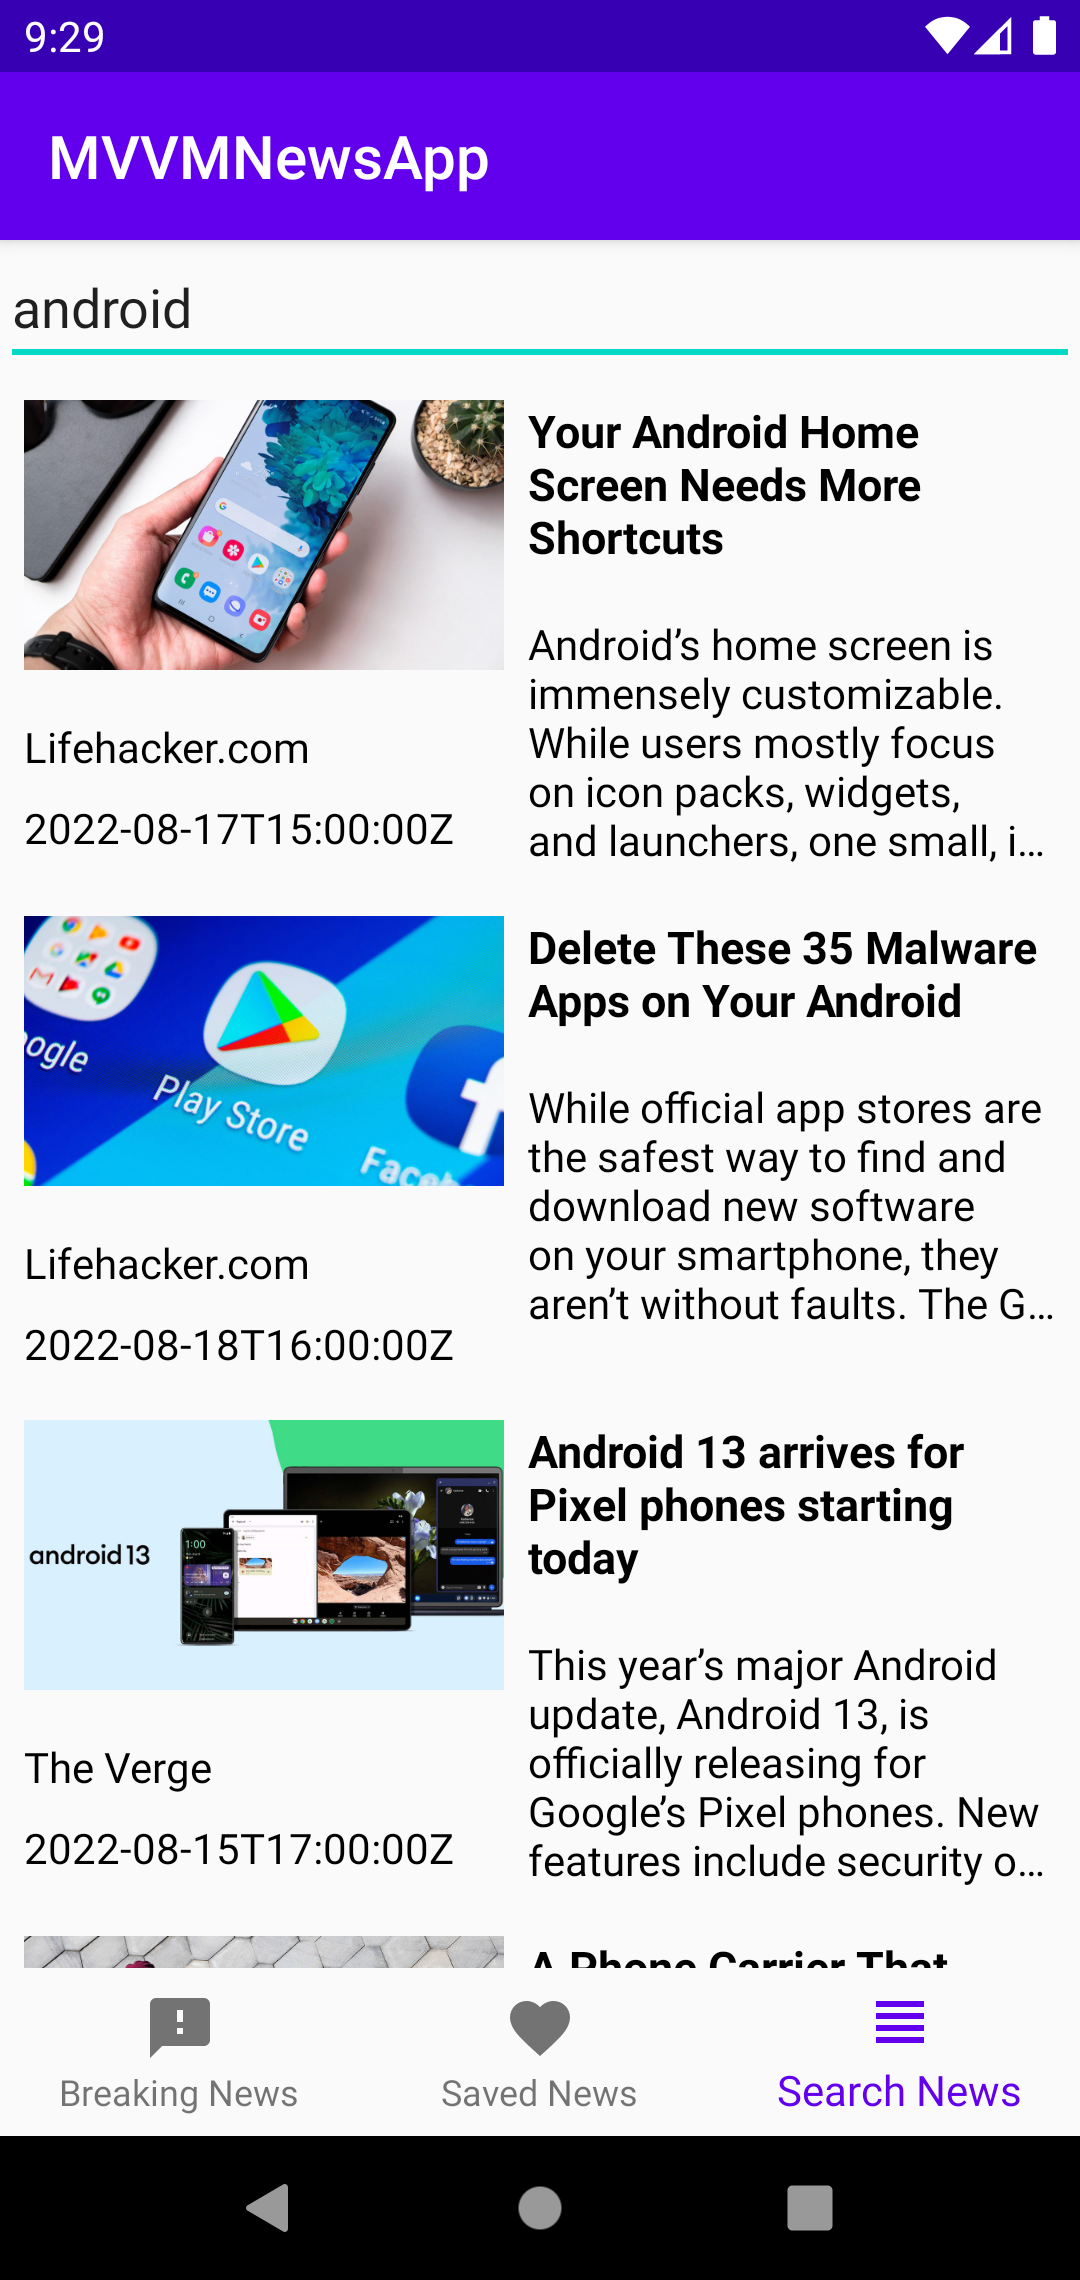 9:29
MVVMNewsApp
android
Your Android Home
Screen Needs More
Shortcuts
Android’s home screen is
immensely customizable.
While users mostly focus
on icon packs, widgets,
and launchers, one small, i…
Lifehacker.com
2022-08-17T15:00:00Z
ogle
Play Store
Faceb
Delete These 35 Malware
Apps on Your Android
While official app stores are
the safest way to find and
download new software
on your smartphone, they
aren’t without faults. The G…
Lifehacker.com
2022-08-18T16:00:00Z
android 13
1:00
Android 13 arrives for
Pixel phones starting
today
This year’s major Android
update, Android 13, is
officially releasing for
Google’s Pixel phones. New
features include security o…
The Verge
2022-08-15T17:00:00Z
A Phone Carrier That
Breaking News
Saved News
Search News